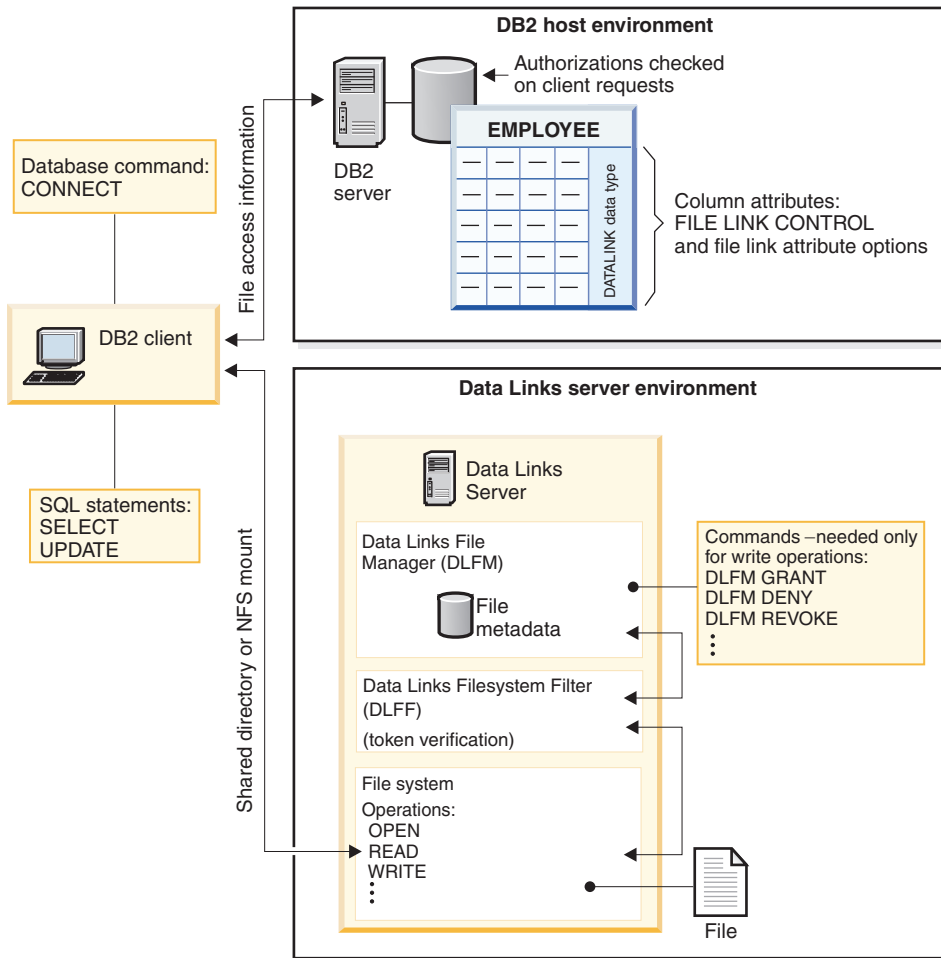 DB2 host environment
Authorizations checked
on client requests
DB2
server
EMPLOYEE
DATALINK data type
Column attributes:
FILE LINK CONTROL
and file link attribute options
File access information
Database command:
CONNECT
DB2 client
SQL statements:
SELECT
UPDATE
Shared directory or NFS mount
Data Links server environment
Data Links
Server
Data Links File
Manager (DLFM)
File
metadata
Commands –needed only
for write operations:
DLFM GRANT
DLFM DENY
DLFM REVOKE
Data Links Filesystem Filter
(DLFF)
(token verification)
File system
Operations:
OPEN
READ
WRITE
File